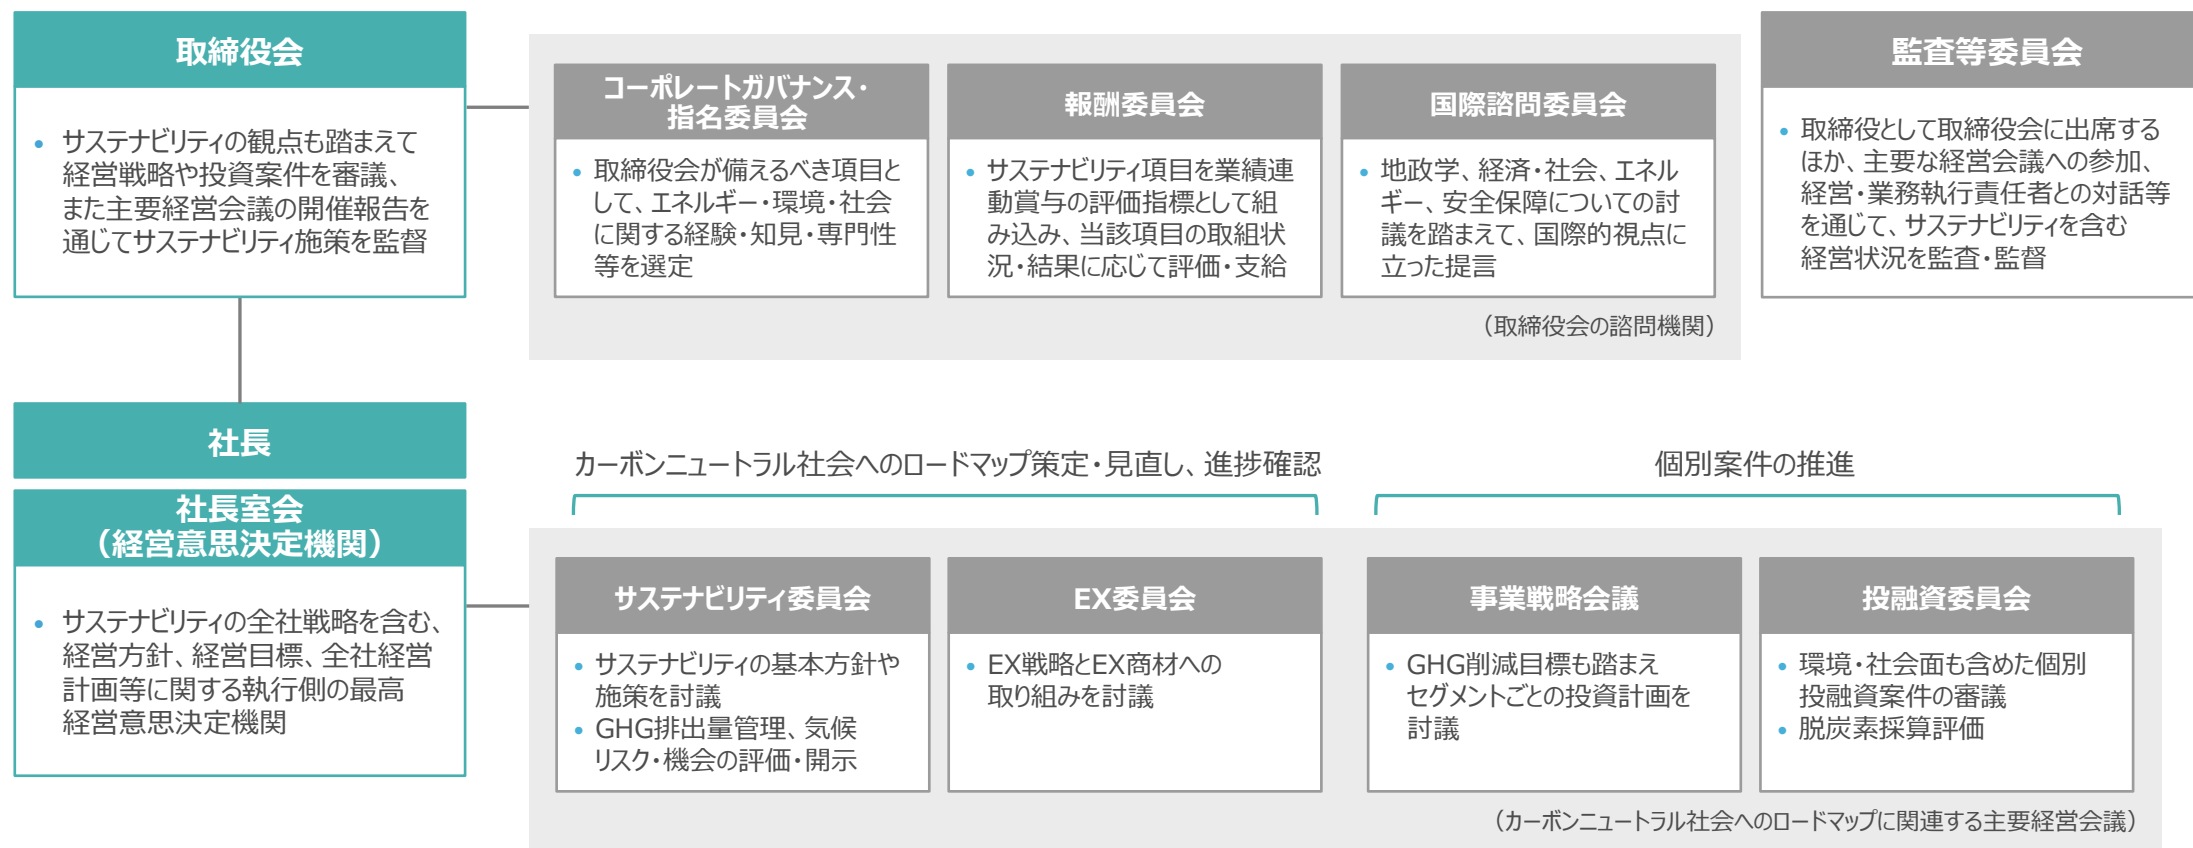 取締役会
• サステナビリティの観点も踏まえて
経営戦略や投資案件を審議、
また主要経営会議の開催報告を
通じてサステナビリティ施策を監督
コーポレートガバナンス・
指名委員会
• 取締役会が備えるべき項目と
して、エネルギー・環境・社会
に関する経験・知見・専門性
等を選定
報酬委員会
• サステナビリティ項目を業績連
動賞与の評価指標として組
み込み、当該項目の取組状
況・結果に応じて評価・支給
国際諮問委員会
• 地政学、経済・社会、エネル
ギー、安全保障についての討
議を踏まえて、国際的視点に
立った提言
（取締役会の諮問機関）
監査等委員会
• 取締役として取締役会に出席する
ほか、主要な経営会議への参加、
経営・業務執行責任者との対話等
を通じて、サステナビリティを含む
経営状況を監査・監督
社長
社長室会
（経営意思決定機関）
• サステナビリティの全社戦略を含む、
経営方針、経営目標、全社経営
計画等に関する執行側の最高
経営意思決定機関
カーボンニュートラル社会へのロードマップ策定・見直し、進捗確認
個別案件の推進
サステナビリティ委員会
• サステナビリティの基本方針や
施策を討議
• GHG排出量管理、気候
リスク・機会の評価・開示
EX委員会
• EX戦略とEX商材への
取り組みを討議
事業戦略会議
• GHG削減目標も踏まえ
セグメントごとの投資計画を
討議
投融資委員会
• 環境・社会面も含めた個別
投融資案件の審議
• 脱炭素採算評価
（カーボンニュートラル社会へのロードマップに関連する主要経営会議）